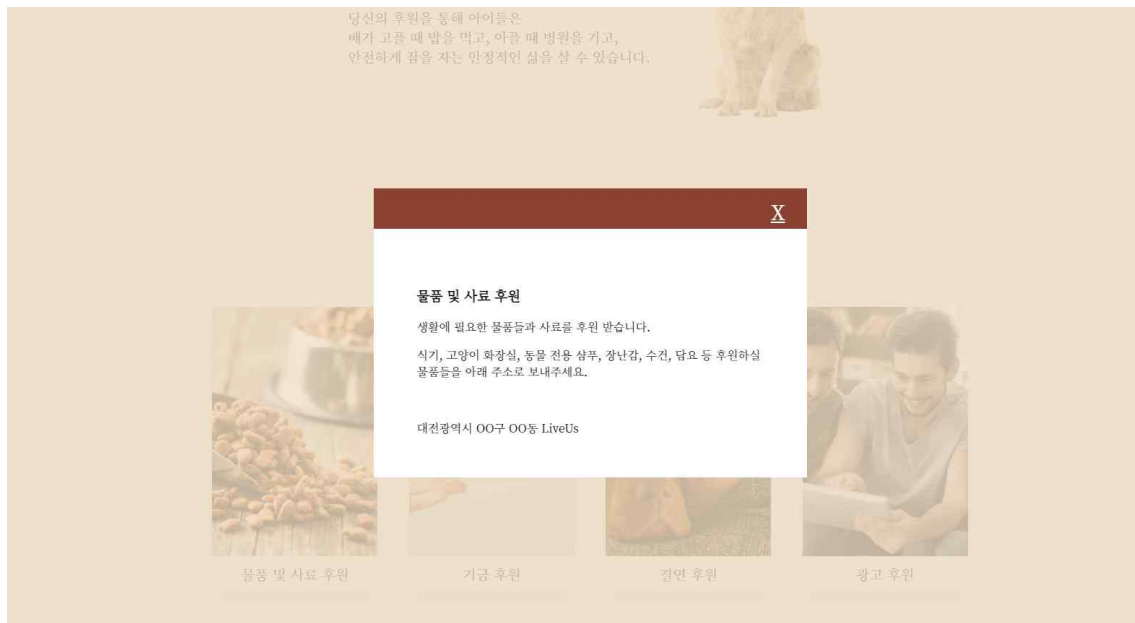 당신의 후원을 통해 아이들은
배가 고플 때 밥을 먹고, 아플 때 병원을 가고,
안전하게 잠을 자는 안정적인 삶을 살 수 있습니다.
X
물품 및 사료 후원
생활에 필요한 물품들과 사료를 후원 받습니다.
식기, 고양이 화장실, 동물 전용 샴푸, 장난감, 수건, 담요 등 후원하실
물품들을 아래 주소로 보내주세요.
대전광역시 OO구 OO동 LiveUs
물품 및 사료 후원
기금 후원
결연 후원
광고 후원